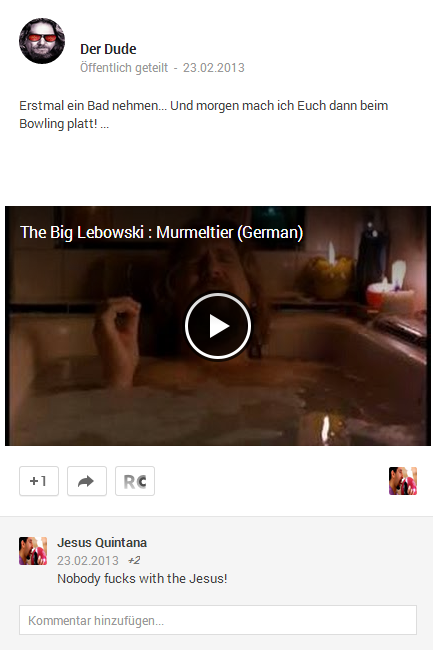 Der Dude
Öffentlich geteilt - 23.02.2013
Erstmal ein Bad nehmen... Und morgen mach ich Euch dann beim
Bowling platt! ...
The Big Lebowski : Murmeltier (German)
+1
RC
Jesus Quintana
23.02.2013 +2
Nobody fucks with the Jesus!
Kommentar hinzufügen...